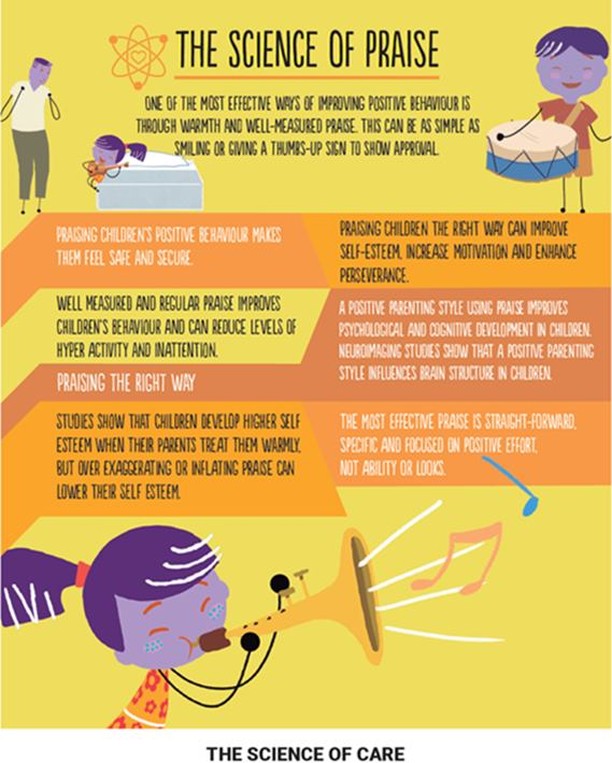 THE SCIENCE OF PRAISE
ONE OF THE MOST EFFECTIVE WAYS OF IMPROVING POSITIVE BEHAVIOUR IS
THROUGH WARMTH AND WELL-MEASURED PRAISE. THIS CAN BE AS SIMPLE AS
SMILING OR GIVING A THUMBS-UP SIGN TO SHOW APPROVAL.
PRAISING CHILDREN'S POSITIVE BEHAVIOUR MAKES
THEM FEEL SAFE AND SECURE.
PRAISING CHILDREN THE RIGHT WAY CAN IMPROVE
SELF-ESTEEM, INCREASE MOTIVATION AND ENHANCE
PERSEVERANCE.
WELL MEASURED AND REGULAR PRAISE IMPROVES
CHILDREN'S BEHAVIOUR AND CAN REDUCE LEVELS OF
HYPER ACTIVITY AND INATTENTION.
A POSITIVE PARENTING STYLE USING PRAISE IMPROVES
PSYCHOLOGICAL AND COGNITIVE DEVELOPMENT IN CHILDREN.
NEUROIMAGING STUDIES SHOW THAT A POSITIVE PARENTING
STYLE INFLUENCES BRAIN STRUCTURE IN CHILDREN.
PRAISING THE RIGHT WAY
STUDIES SHOW THAT CHILDREN DEVELOP HIGHER SELF
ESTEEM WHEN THEIR PARENTS TREAT THEM WARMLY,
BUT OVER EXAGGERATING OR INFLATING PRAISE CAN
LOWER THEIR SELF ESTEEM.
THE MOST EFFECTIVE PRAISE IS STRAIGHT-FORWARD,
SPECIFIC AND FOCUSED ON POSITIVE EFFORT,
NOT ABILITY OR LOOKS.
THE SCIENCE OF CARE